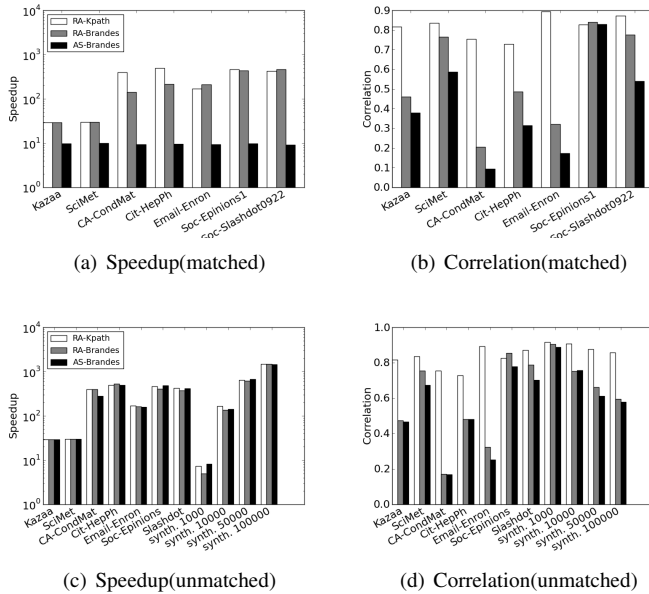 10^4
10^3
10^2
10^1
10^0
Speedup
RA-Kpath
RA-Brandes
AS-Brandes
Kazaa
SciMet
CA-CondMat
Cit-HepPh
Email-Enron
Soc-Epinions1
Soc-Slashdot0922
(a) Speedup(matched)
0.9
0.8
0.7
0.6
0.5
0.4
0.3
0.2
0.1
0.0
Correlation
Kazaa
SciMet
CA-CondMat
Cit-HepPh
Email-Enron
Soc-Epinions1
Soc-Slashdot0922
(b) Correlation(matched)
10^4
10^3
10^2
10^1
10^0
Speedup
RA-Kpath
RA-Brandes
AS-Brandes
Kazaa
SciMet
CA-CondMat
Cit-HepPh
Email-Enron
Soc-Epinions
Slashdot
synth. 1000
synth. 10000
synth. 50000
synth. 100000
(c) Speedup(unmatched)
1.0
0.8
0.6
0.4
0.2
0.0
Correlation
Kazaa
SciMet
CA-CondMat
Cit-HepPh
Email-Enron
Soc-Epinions
Slashdot
synth. 1000
synth. 10000
synth. 50000
synth. 100000
(d) Correlation(unmatched)